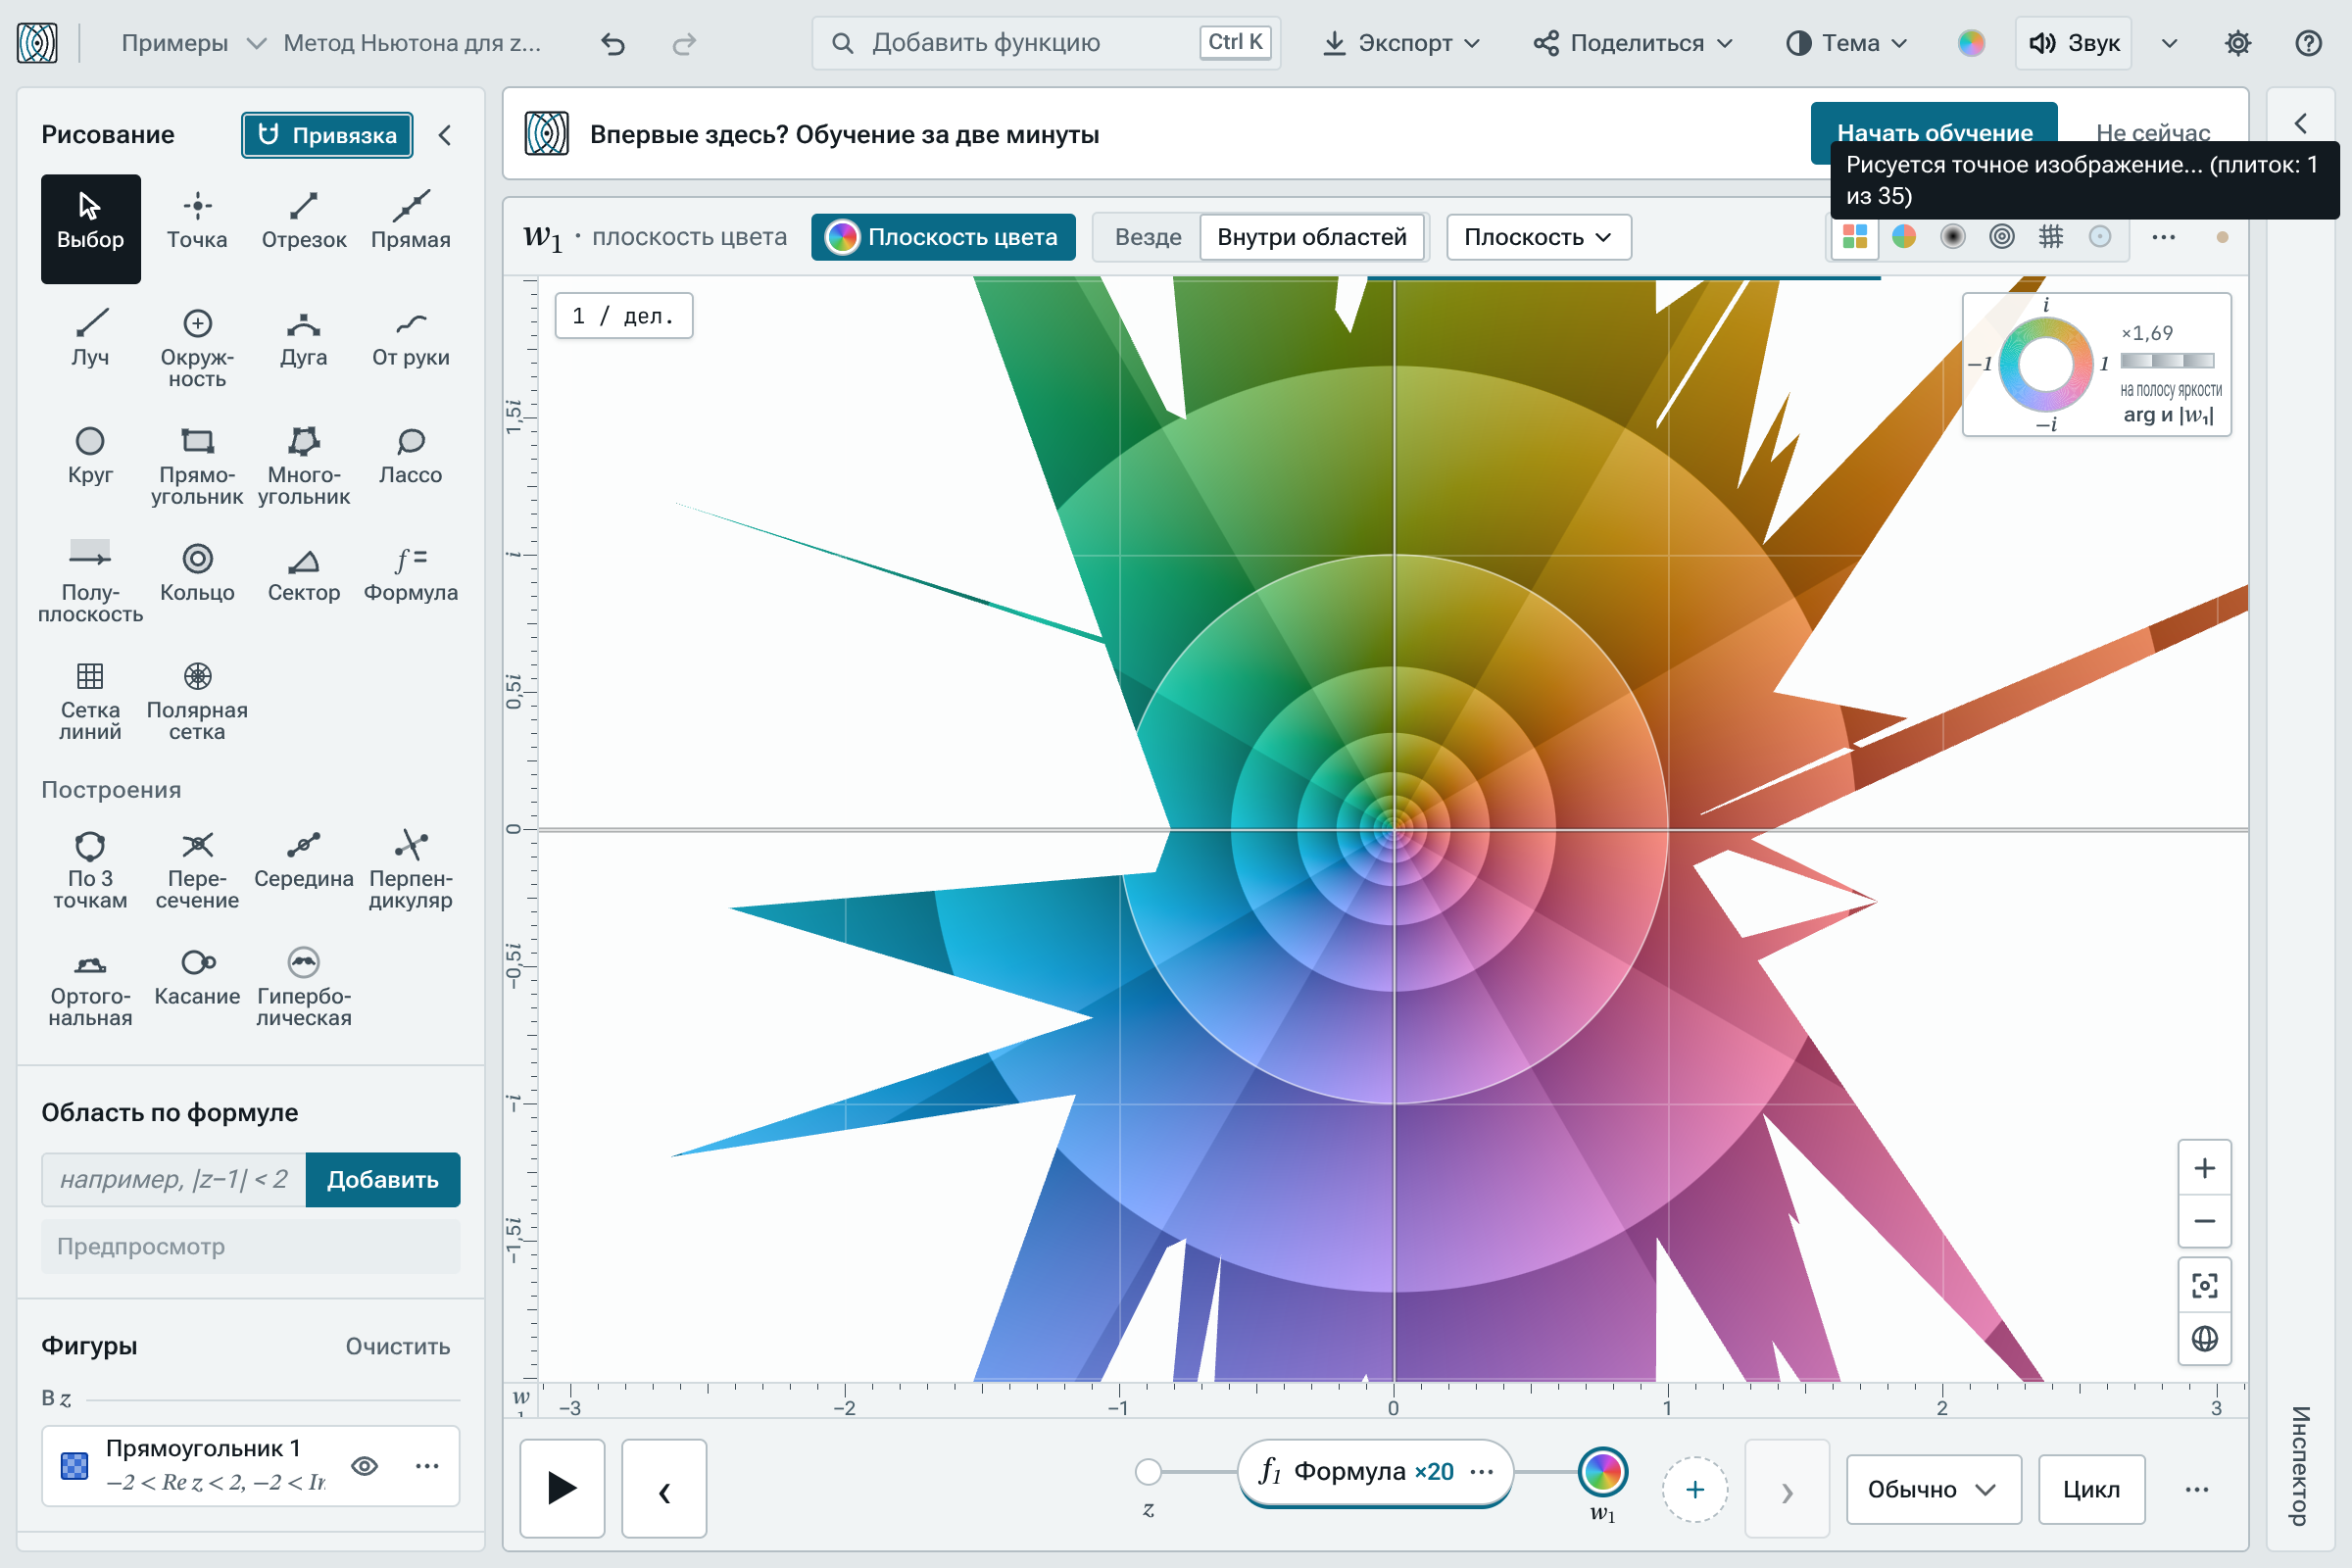 Примеры
Метод Ньютона для z...
Добавить функцию
Ctrl K
Экспорт
Поделиться
Тема
Звук
Рисование
Привязка
Выбор
Точка
Отрезок
Прямая
Луч
Окруж-
ность
Дуга
От руки
Круг
Прямо-
угольник
Много-
угольник
Лассо
Полу-
плоскость
Кольцо
Сектор
f =
Формула
Сетка
линий
Полярная
сетка
Построения
По 3
точкам
Пере-
сечение
Середина
Перпен-
дикуляр
Ортого-
нальная
Касание
Гипербо-
лическая
Область по формуле
например, |z−1| < 2
Добавить
Предпросмотр
Фигуры
Очистить
В z
Прямоугольник 1
−2 < Re z < 2, −2 < Im
Впервые здесь? Обучение за две минуты
Начать обучение
Не сейчас
Рисуется точное изображение... (плиток: 1
из 35)
w₁ · плоскость цвета
Плоскость цвета
Везде
Внутри областей
Плоскость
1 / дел.
i
−1
1
−i
×1,69
на полосу яркости
arg и |w₁|
1,5i
i
0,5i
0
−0,5i
−i
−1,5i
w
−3
−2
−1
0
1
2
3
z
f₁ Формула ×20
w₁
Обычно
Цикл
Инспектор